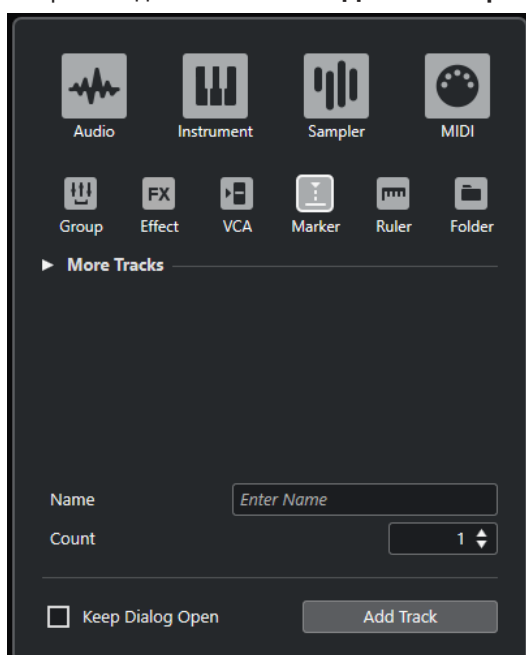 Audio Instrument Sampler MIDI
FX
Group Effect VCA Marker Ruler Folder
More Tracks
Name Enter Name
Count 1
Keep Dialog Open Add Track